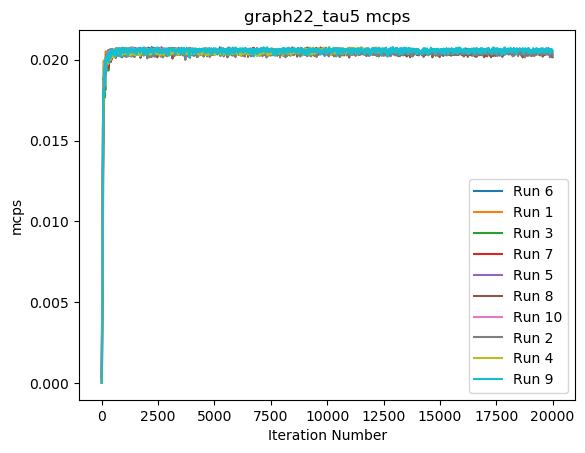 graph22_tau5 mcps
mcps
0.020
0.015
0.010
0.005
0.000
0
2500
5000
7500
10000
12500
15000
17500
20000
Iteration Number
Run 6
Run 1
Run 3
Run 7
Run 5
Run 8
Run 10
Run 2
Run 4
Run 9